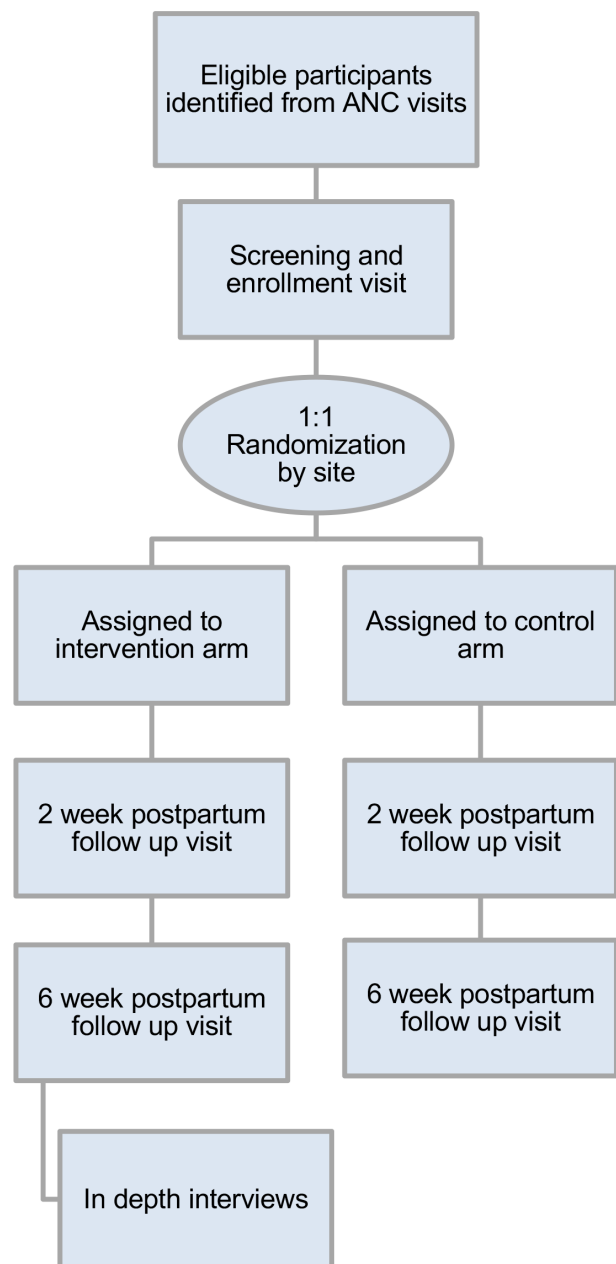 Eligible participants
identified from ANC visits
Screening and
enrollment visit
1:1
Randomization
by site
Assigned to
intervention arm
Assigned to control
arm
2 week postpartum
follow up visit
2 week postpartum
follow up visit
6 week postpartum
follow up visit
6 week postpartum
follow up visit
In depth interviews